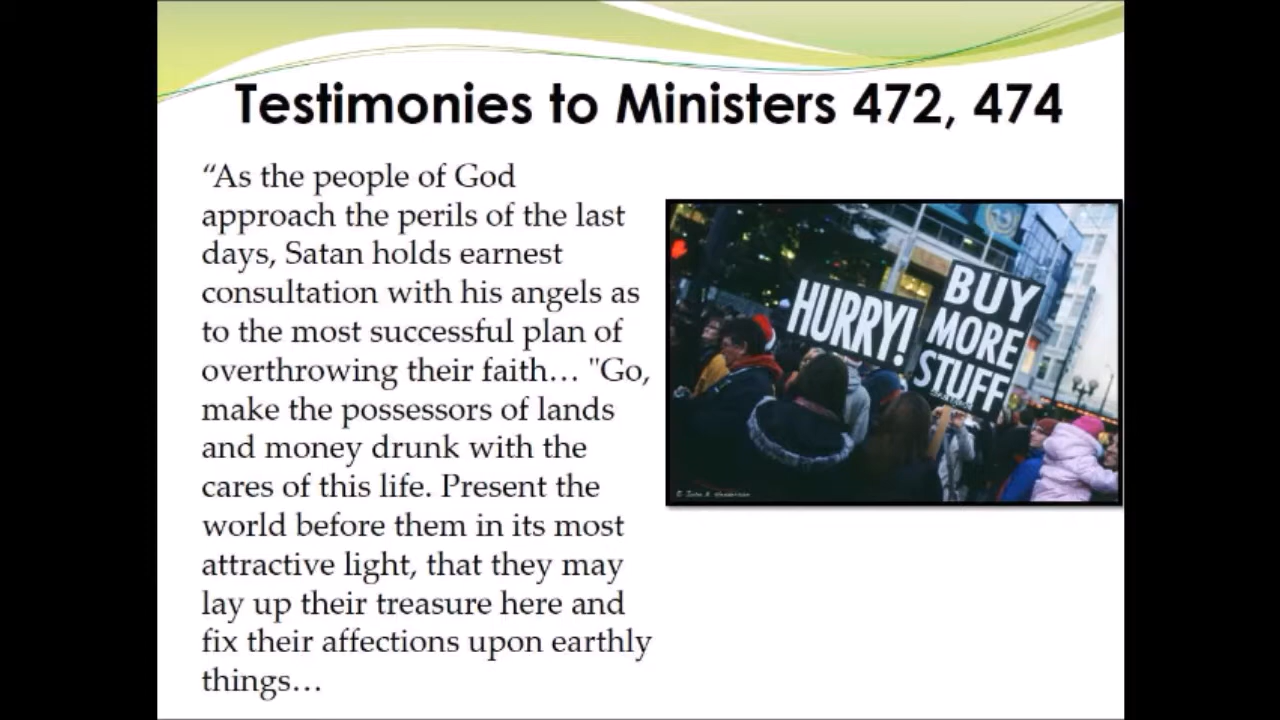 Testimonies to Ministers 472, 474
“As the people of God
approach the perils of the last
days, Satan holds earnest
consultation with his angels as
to the most successful plan of
overthrowing their faith… "Go,
make the possessors of lands
and money drunk with the
cares of this life. Present the
world before them in its most
attractive light, that they may
lay up their treasure here and
fix their affections upon earthly
things…
HURRY!
BUY
MORE
STUFF